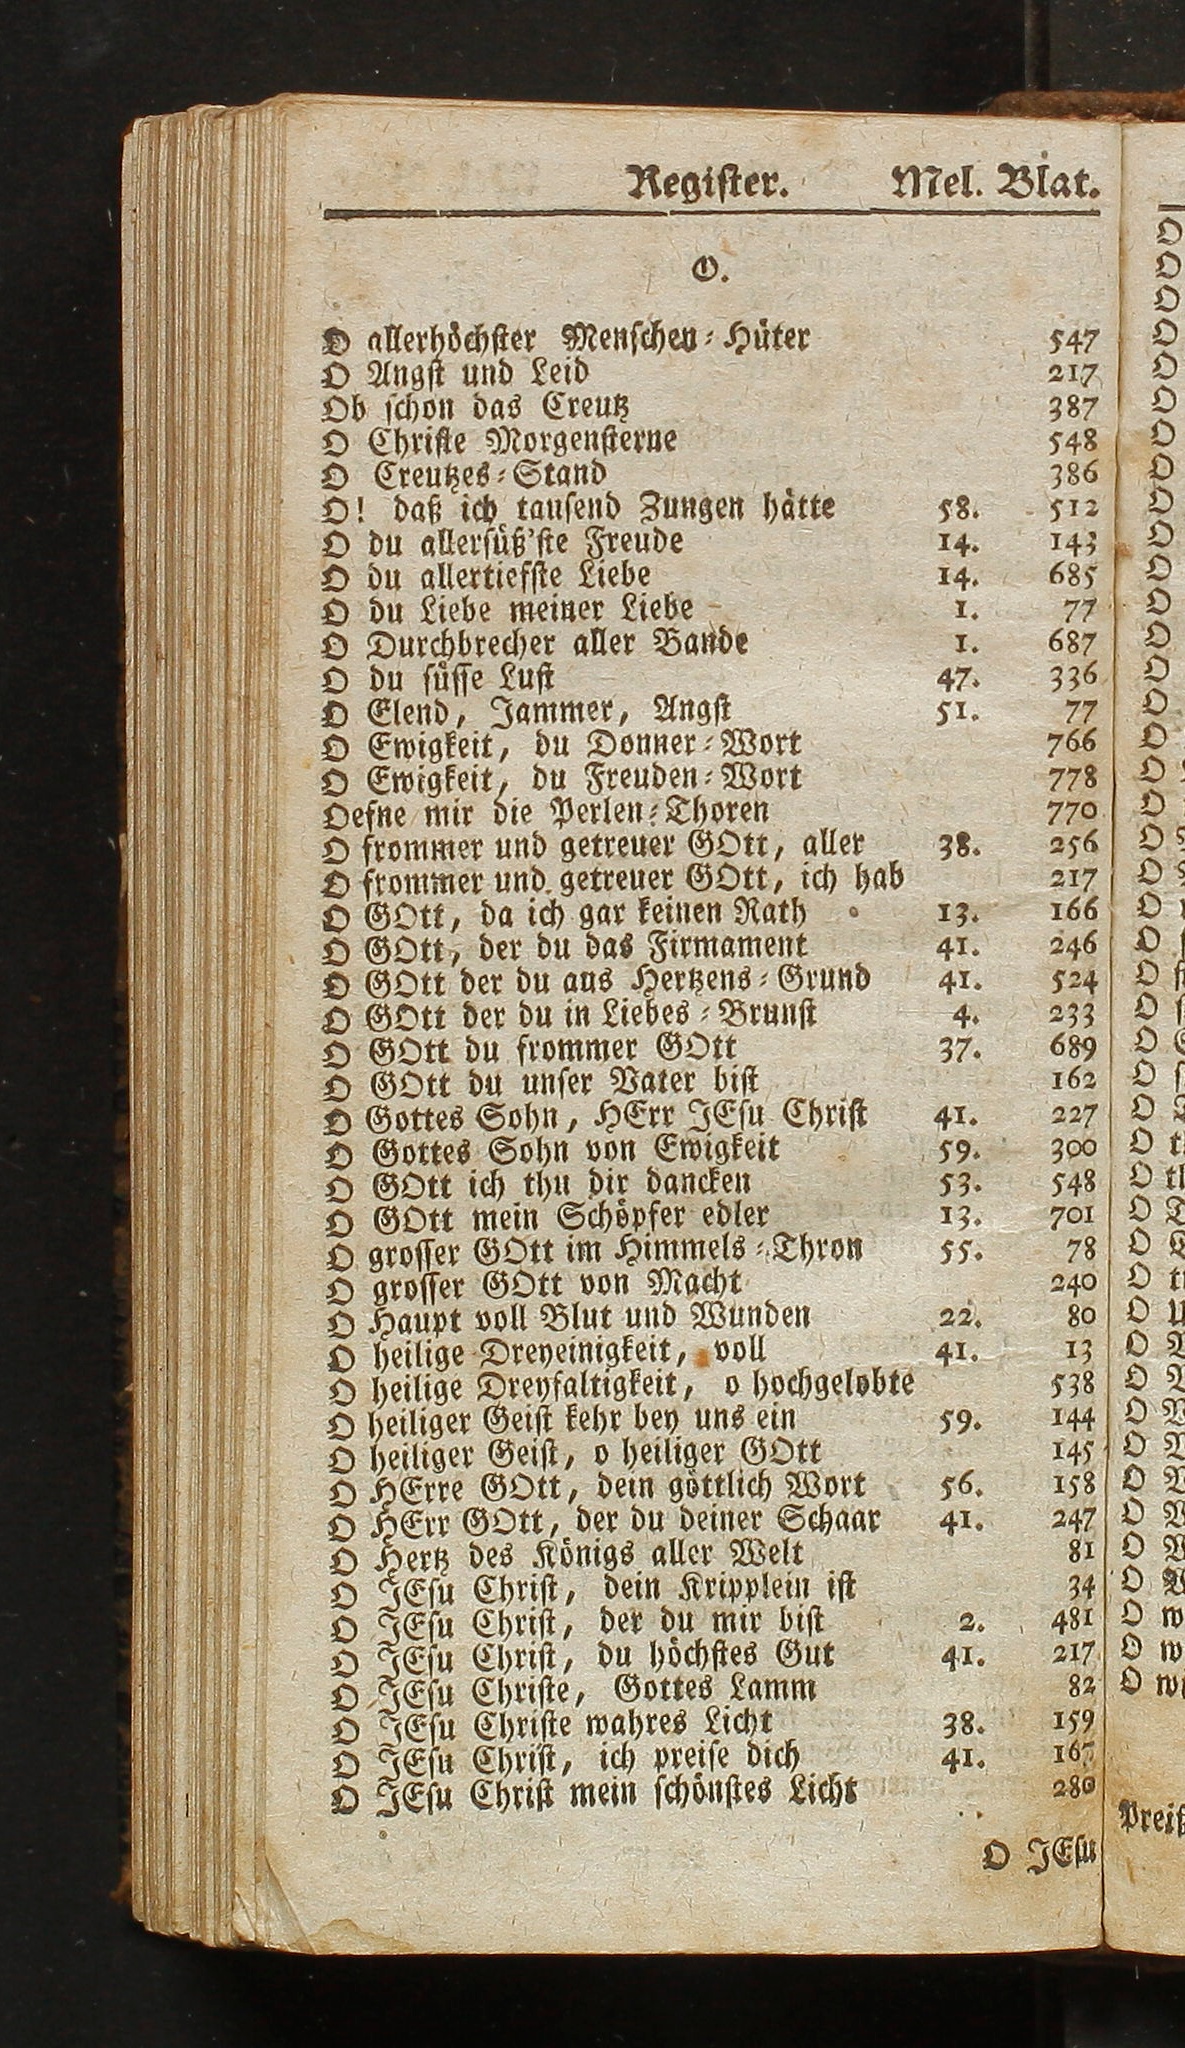 Register. Mel. Blat.
O.
O allerhöchster Menschen-Hüter 547
O Angst und Leid 217
Ob schon das Creutz 387
O Christe Morgensterne 548
O Creutzes-Stand 386
O! daß ich tausend Zungen hätte 58. 512
O du allersüß'ste Freude 14. 143
O du allertiefste Liebe 14. 685
O du Liebe meiner Liebe 1. 77
O Durchbrecher aller Bande 1. 687
O du süsse Lust 47. 336
O Elend, Jammer, Angst 51. 77
O Ewigkeit, du Donner-Wort 766
O Ewigkeit, du Freuden-Wort 778
Oefne mir die Perlen-Thoren 770
O frommer und getreuer GOtt, aller 38. 256
O frommer und getreuer GOtt, ich hab 217
O GOtt, da ich gar keinen Rath 13. 166
O GOtt, der du das Firmament 41. 246
O GOtt der du aus Hertzens-Grund 41. 524
O GOtt der du in Liebes-Brunst 4. 233
O GOtt du frommer GOtt 37. 689
O GOtt du unser Vater bist 162
O Gottes Sohn, HErr JEsu Christ 41. 227
O Gottes Sohn von Ewigkeit 59. 300
O GOtt ich thu dir dancken 53. 548
O GOtt mein Schöpfer edler 13. 701
O grosser GOtt im Himmels-Thron 55. 78
O grosser GOtt von Macht 240
O Haupt voll Blut und Wunden 22. 80
O heilige Dreyeinigkeit, voll 41. 13
O heilige Dreyfaltigkeit, o hochgelobte 538
O heiliger Geist kehr bey uns ein 59. 144
O heiliger Geist, o heiliger GOtt 145
O HErre GOtt, dein göttlich Wort 56. 158
O HErr GOtt, der du deiner Schaar 41. 247
O Hertz des Königs aller Welt 81
O JEsu Christ, dein Kripplein ist 34
O JEsu Christ, der du mir bist 2. 481
O JEsu Christ, du höchstes Gut 41. 217
O JEsu Christe, Gottes Lamm 82
O JEsu Christe wahres Licht 38. 159
O JEsu Christ, ich preise dich 41. 167
O JEsu Christ mein schönstes Licht 280
O JEsu